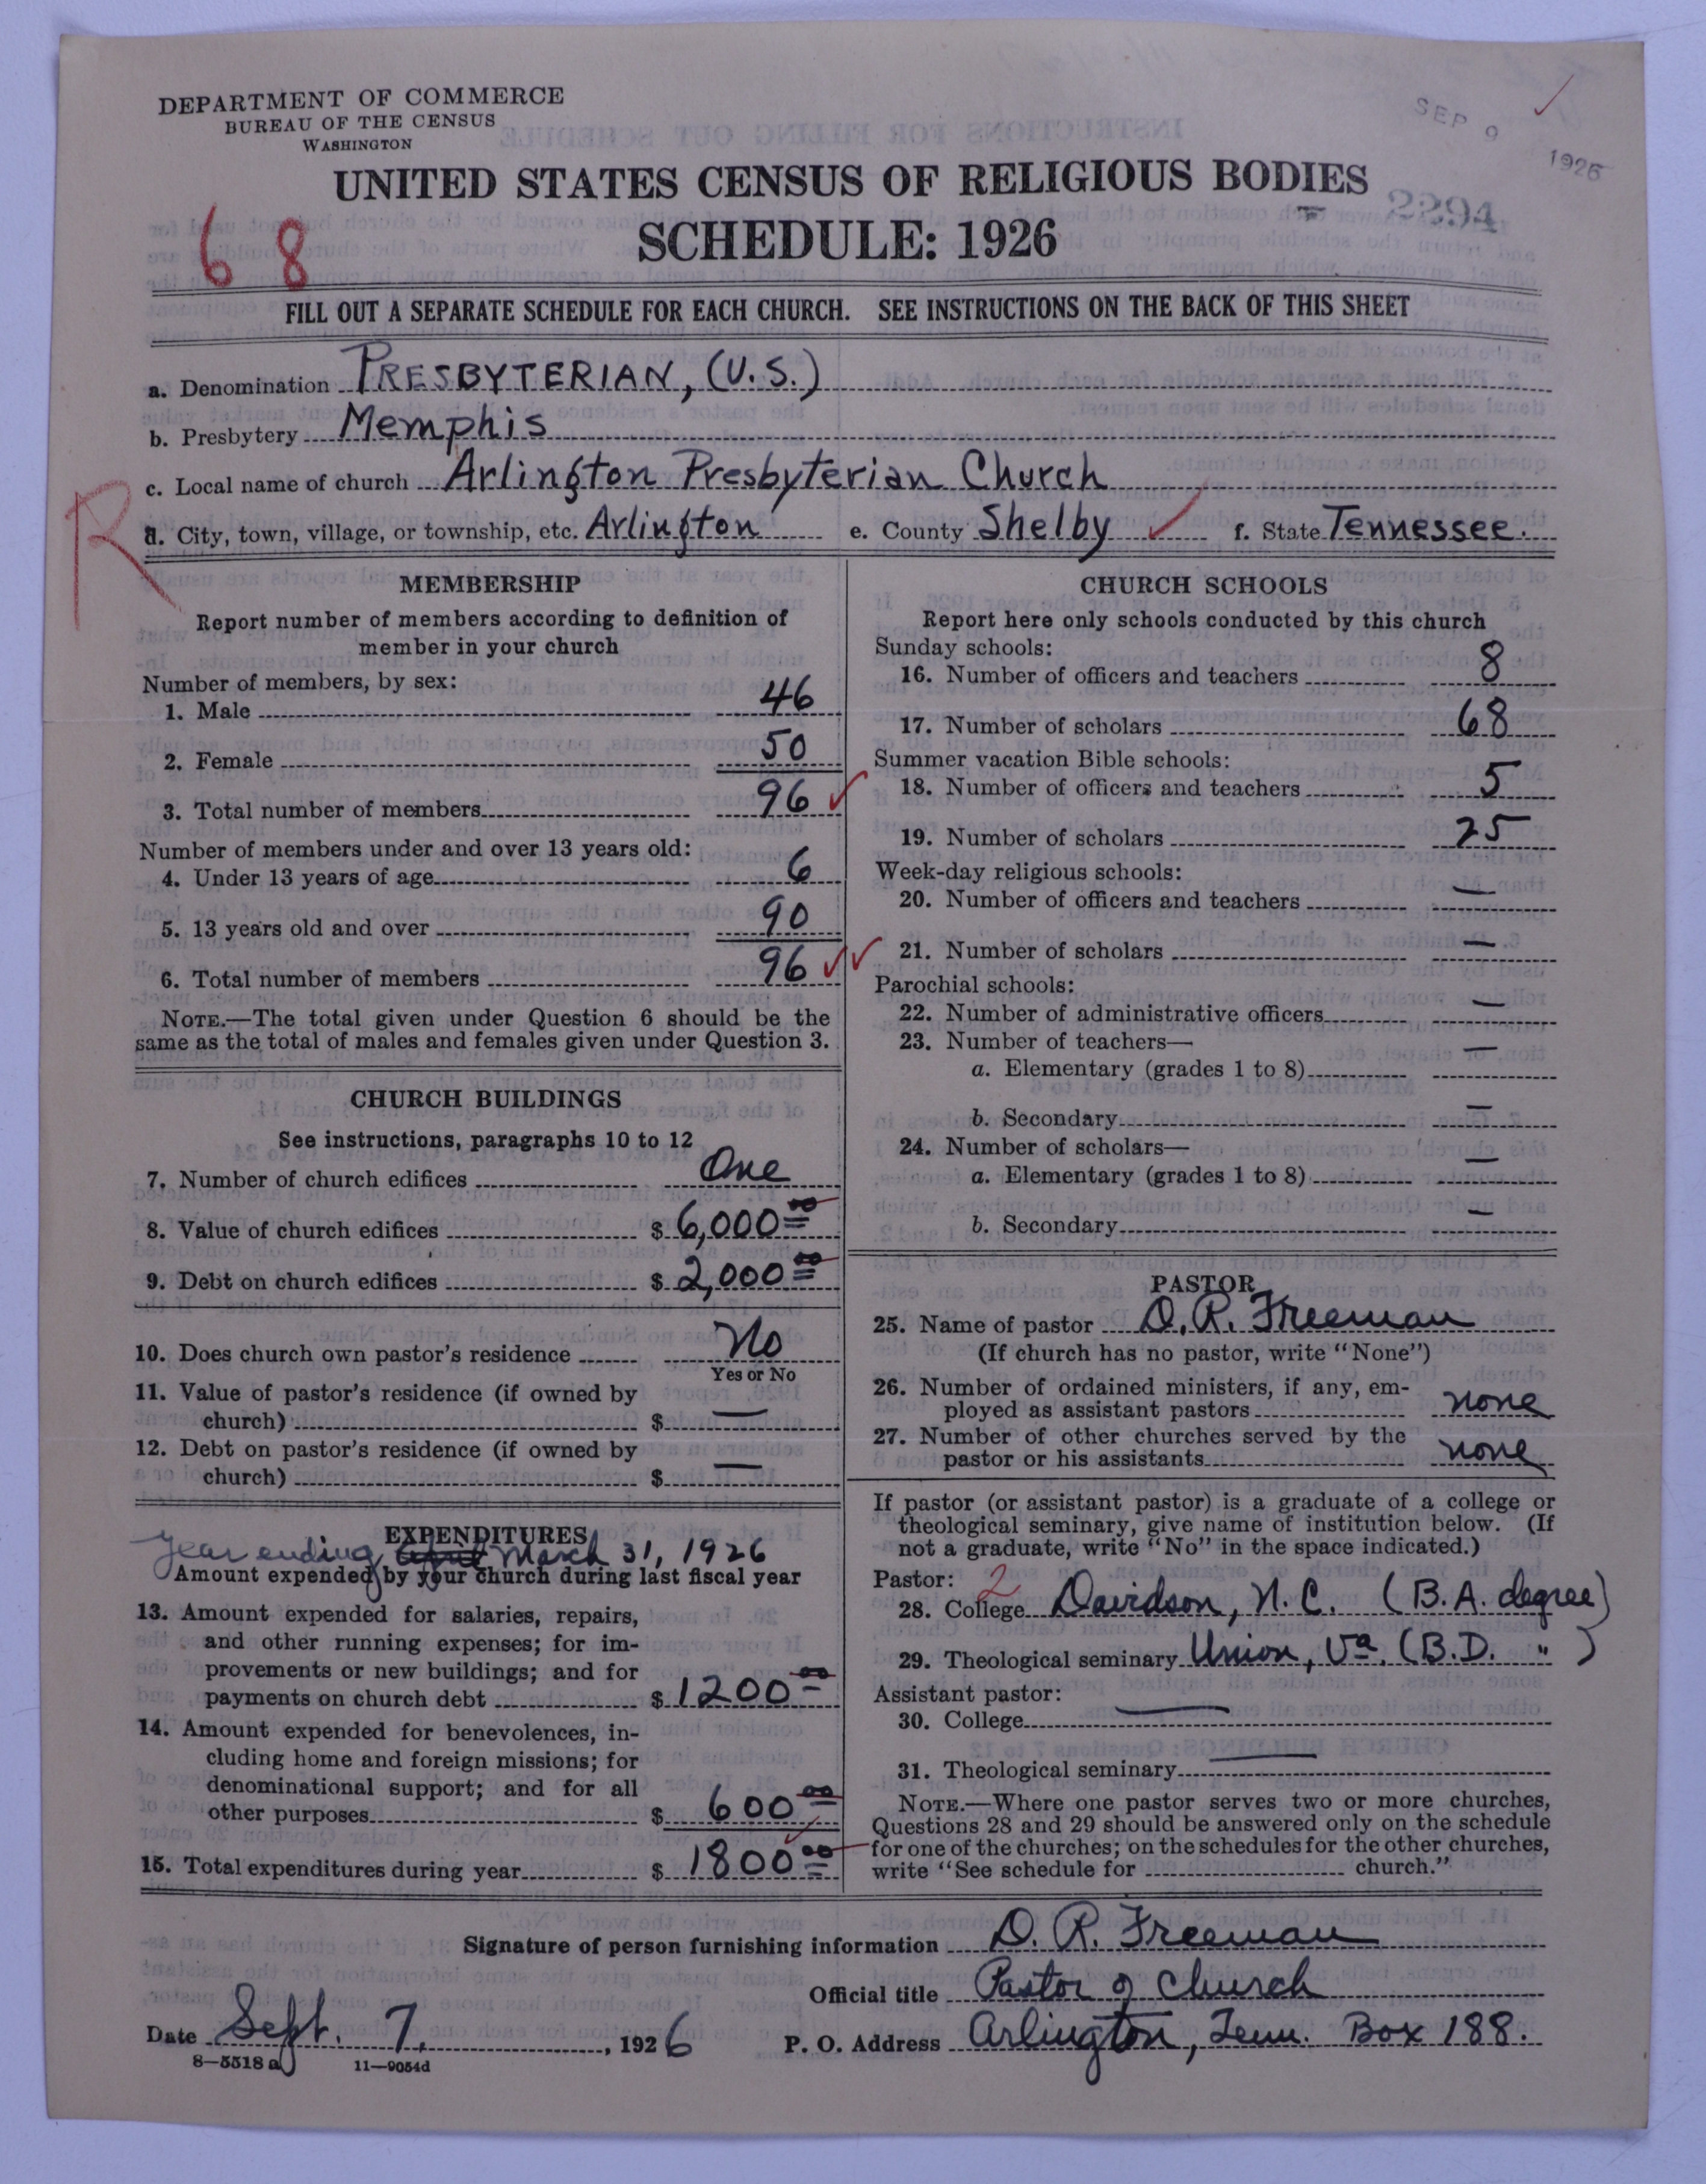 DEPARTMENT OF COMMERCE
BUREAU OF THE CENSUS
WASHINGTON
SEP 9 1926
UNITED STATES CENSUS OF RELIGIOUS BODIES
2294
SCHEDULE: 1926
68
FILL OUT A SEPARATE SCHEDULE FOR EACH CHURCH. SEE INSTRUCTIONS ON THE BACK OF THIS SHEET
a. Denomination PRESBYTERIAN, (U.S.)
b. Presbytery Memphis
c. Local name of church Arlington Presbyterian Church
R
d. City, town, village, or township, etc. Arlington e. County Shelby f. State Tennessee.
MEMBERSHIP
Report number of members according to definition of
member in your church
Number of members, by sex:
1. Male 46
2. Female 50
3. Total number of members 96
Number of members under and over 13 years old:
4. Under 13 years of age 6
5. 13 years old and over 90
6. Total number of members 96
NOTE.—The total given under Question 6 should be the
same as the total of males and females given under Question 3.
CHURCH BUILDINGS
See instructions, paragraphs 10 to 12
7. Number of church edifices One
8. Value of church edifices $ 6,000 00
9. Debt on church edifices $ 2,000 00
10. Does church own pastor's residence No
Yes or No
11. Value of pastor's residence (if owned by
church) $ —
12. Debt on pastor's residence (if owned by
church) $ —
EXPENDITURES
Year ending April March 31, 1926
Amount expended by your church during last fiscal year
13. Amount expended for salaries, repairs,
and other running expenses; for im-
provements or new buildings; and for
payments on church debt $ 1200 00
14. Amount expended for benevolences, in-
cluding home and foreign missions; for
denominational support; and for all
other purposes $ 600 00
15. Total expenditures during year $ 1800 00
CHURCH SCHOOLS
Report here only schools conducted by this church
Sunday schools:
16. Number of officers and teachers 8
17. Number of scholars 68
Summer vacation Bible schools:
18. Number of officers and teachers 5
19. Number of scholars 25
Week-day religious schools:
20. Number of officers and teachers —
21. Number of scholars —
Parochial schools:
22. Number of administrative officers —
23. Number of teachers—
a. Elementary (grades 1 to 8) —
b. Secondary —
24. Number of scholars—
a. Elementary (grades 1 to 8) —
b. Secondary —
PASTOR
25. Name of pastor D. R. Freeman
(If church has no pastor, write "None")
26. Number of ordained ministers, if any, em-
ployed as assistant pastors none
27. Number of other churches served by the
pastor or his assistants none
If pastor (or assistant pastor) is a graduate of a college or
theological seminary, give name of institution below. (If
not a graduate, write "No" in the space indicated.)
Pastor: 2
28. College Davidson, N.C. (B.A. degree)
29. Theological seminary Union, Va. (B.D. ")
Assistant pastor:
30. College —
31. Theological seminary —
NOTE.—Where one pastor serves two or more churches,
Questions 28 and 29 should be answered only on the schedule
for one of the churches; on the schedules for the other churches,
write "See schedule for church."
Signature of person furnishing information D. R. Freeman
Official title Pastor of Church
Date Sept. 7, 1926 P. O. Address Arlington, Tenn. Box 188.
8—5518 a 11—9054d